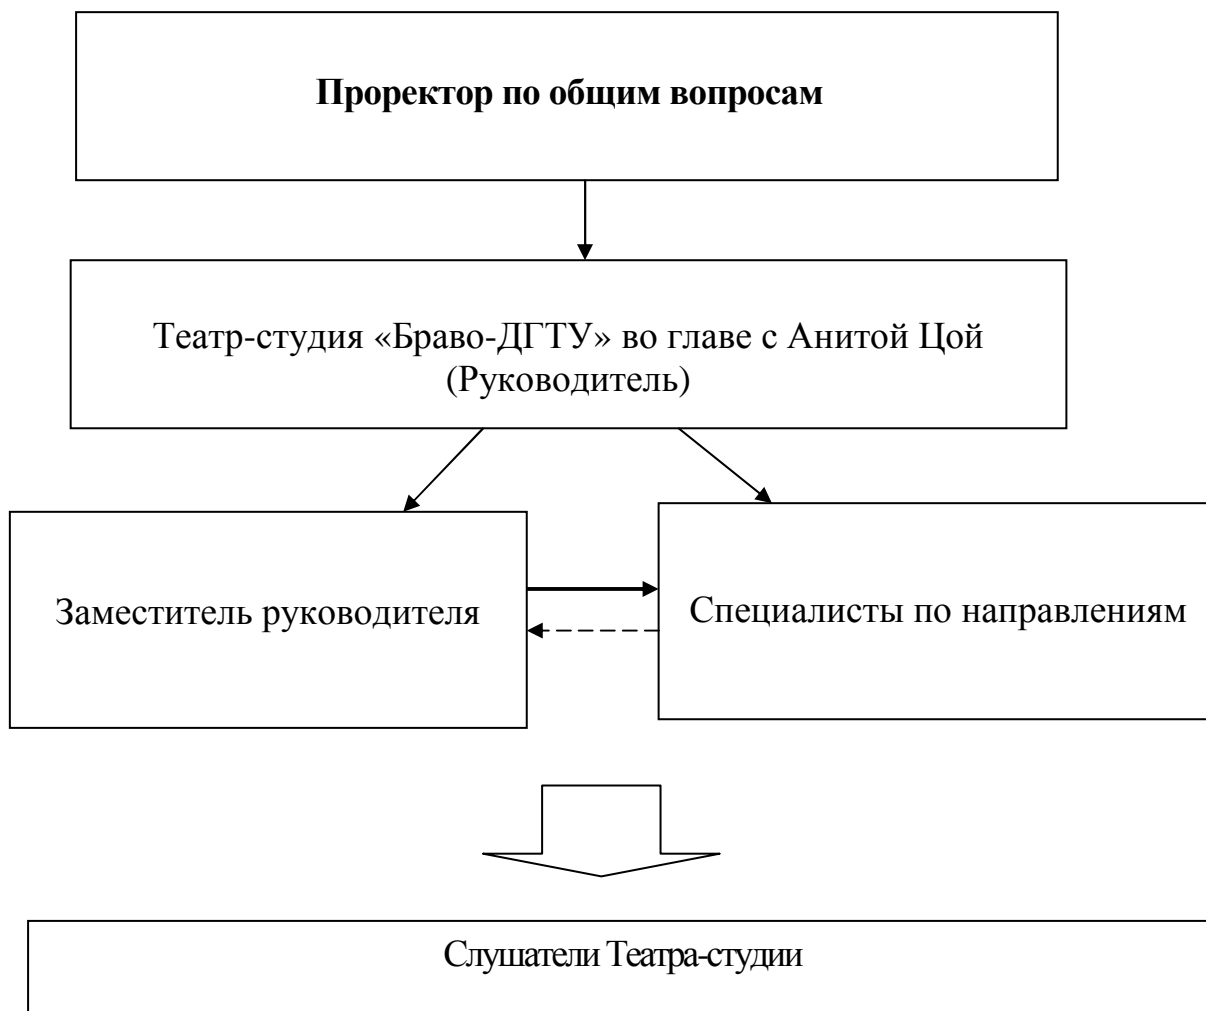 Проректор по общим вопросам
Театр-студия «Браво-ДГТУ» во главе с Анитой Цой
(Руководитель)
Заместитель руководителя
Специалисты по направлениям
Слушатели Театра-студии